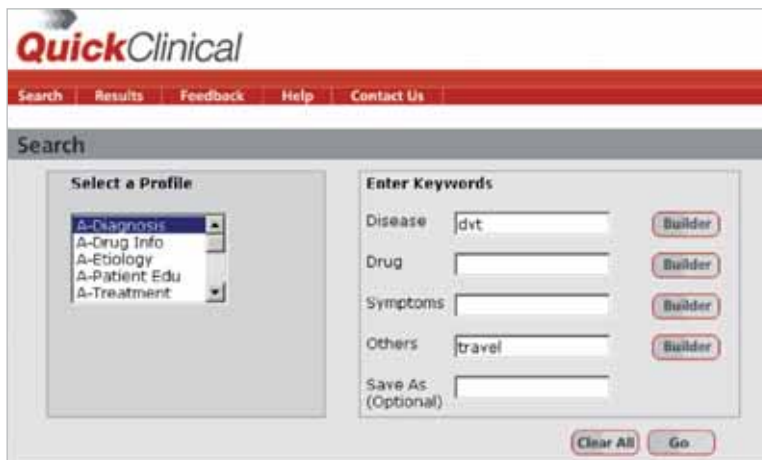 QuickClinical
Search Results Feedback Help Contact Us
Search
Select a Profile
A-Diagnosis
A-Drug Info
A-Etiology
A-Patient Edu
A-Treatment
Enter Keywords
Disease dvt Builder
Drug Builder
Symptoms Builder
Others travel Builder
Save As
(Optional)
Clear All Go